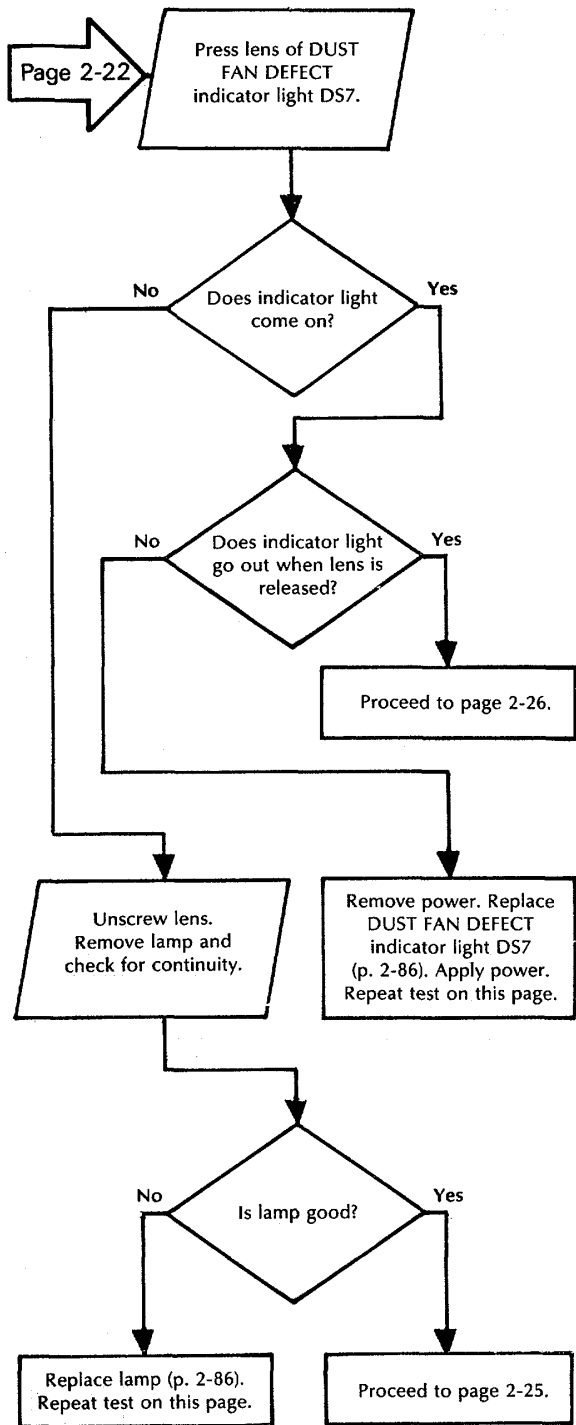 Page 2-22
Press lens of DUST
FAN DEFECT
indicator light DS7.
No
Yes
Does indicator light
come on?
No
Yes
Does indicator light
go out when lens is
released?
Proceed to page 2-26.
Unscrew lens.
Remove lamp and
check for continuity.
Remove power. Replace
DUST FAN DEFECT
indicator light DS7
(p. 2-86). Apply power.
Repeat test on this page.
No
Yes
Is lamp good?
Replace lamp (p. 2-86).
Repeat test on this page.
Proceed to page 2-25.